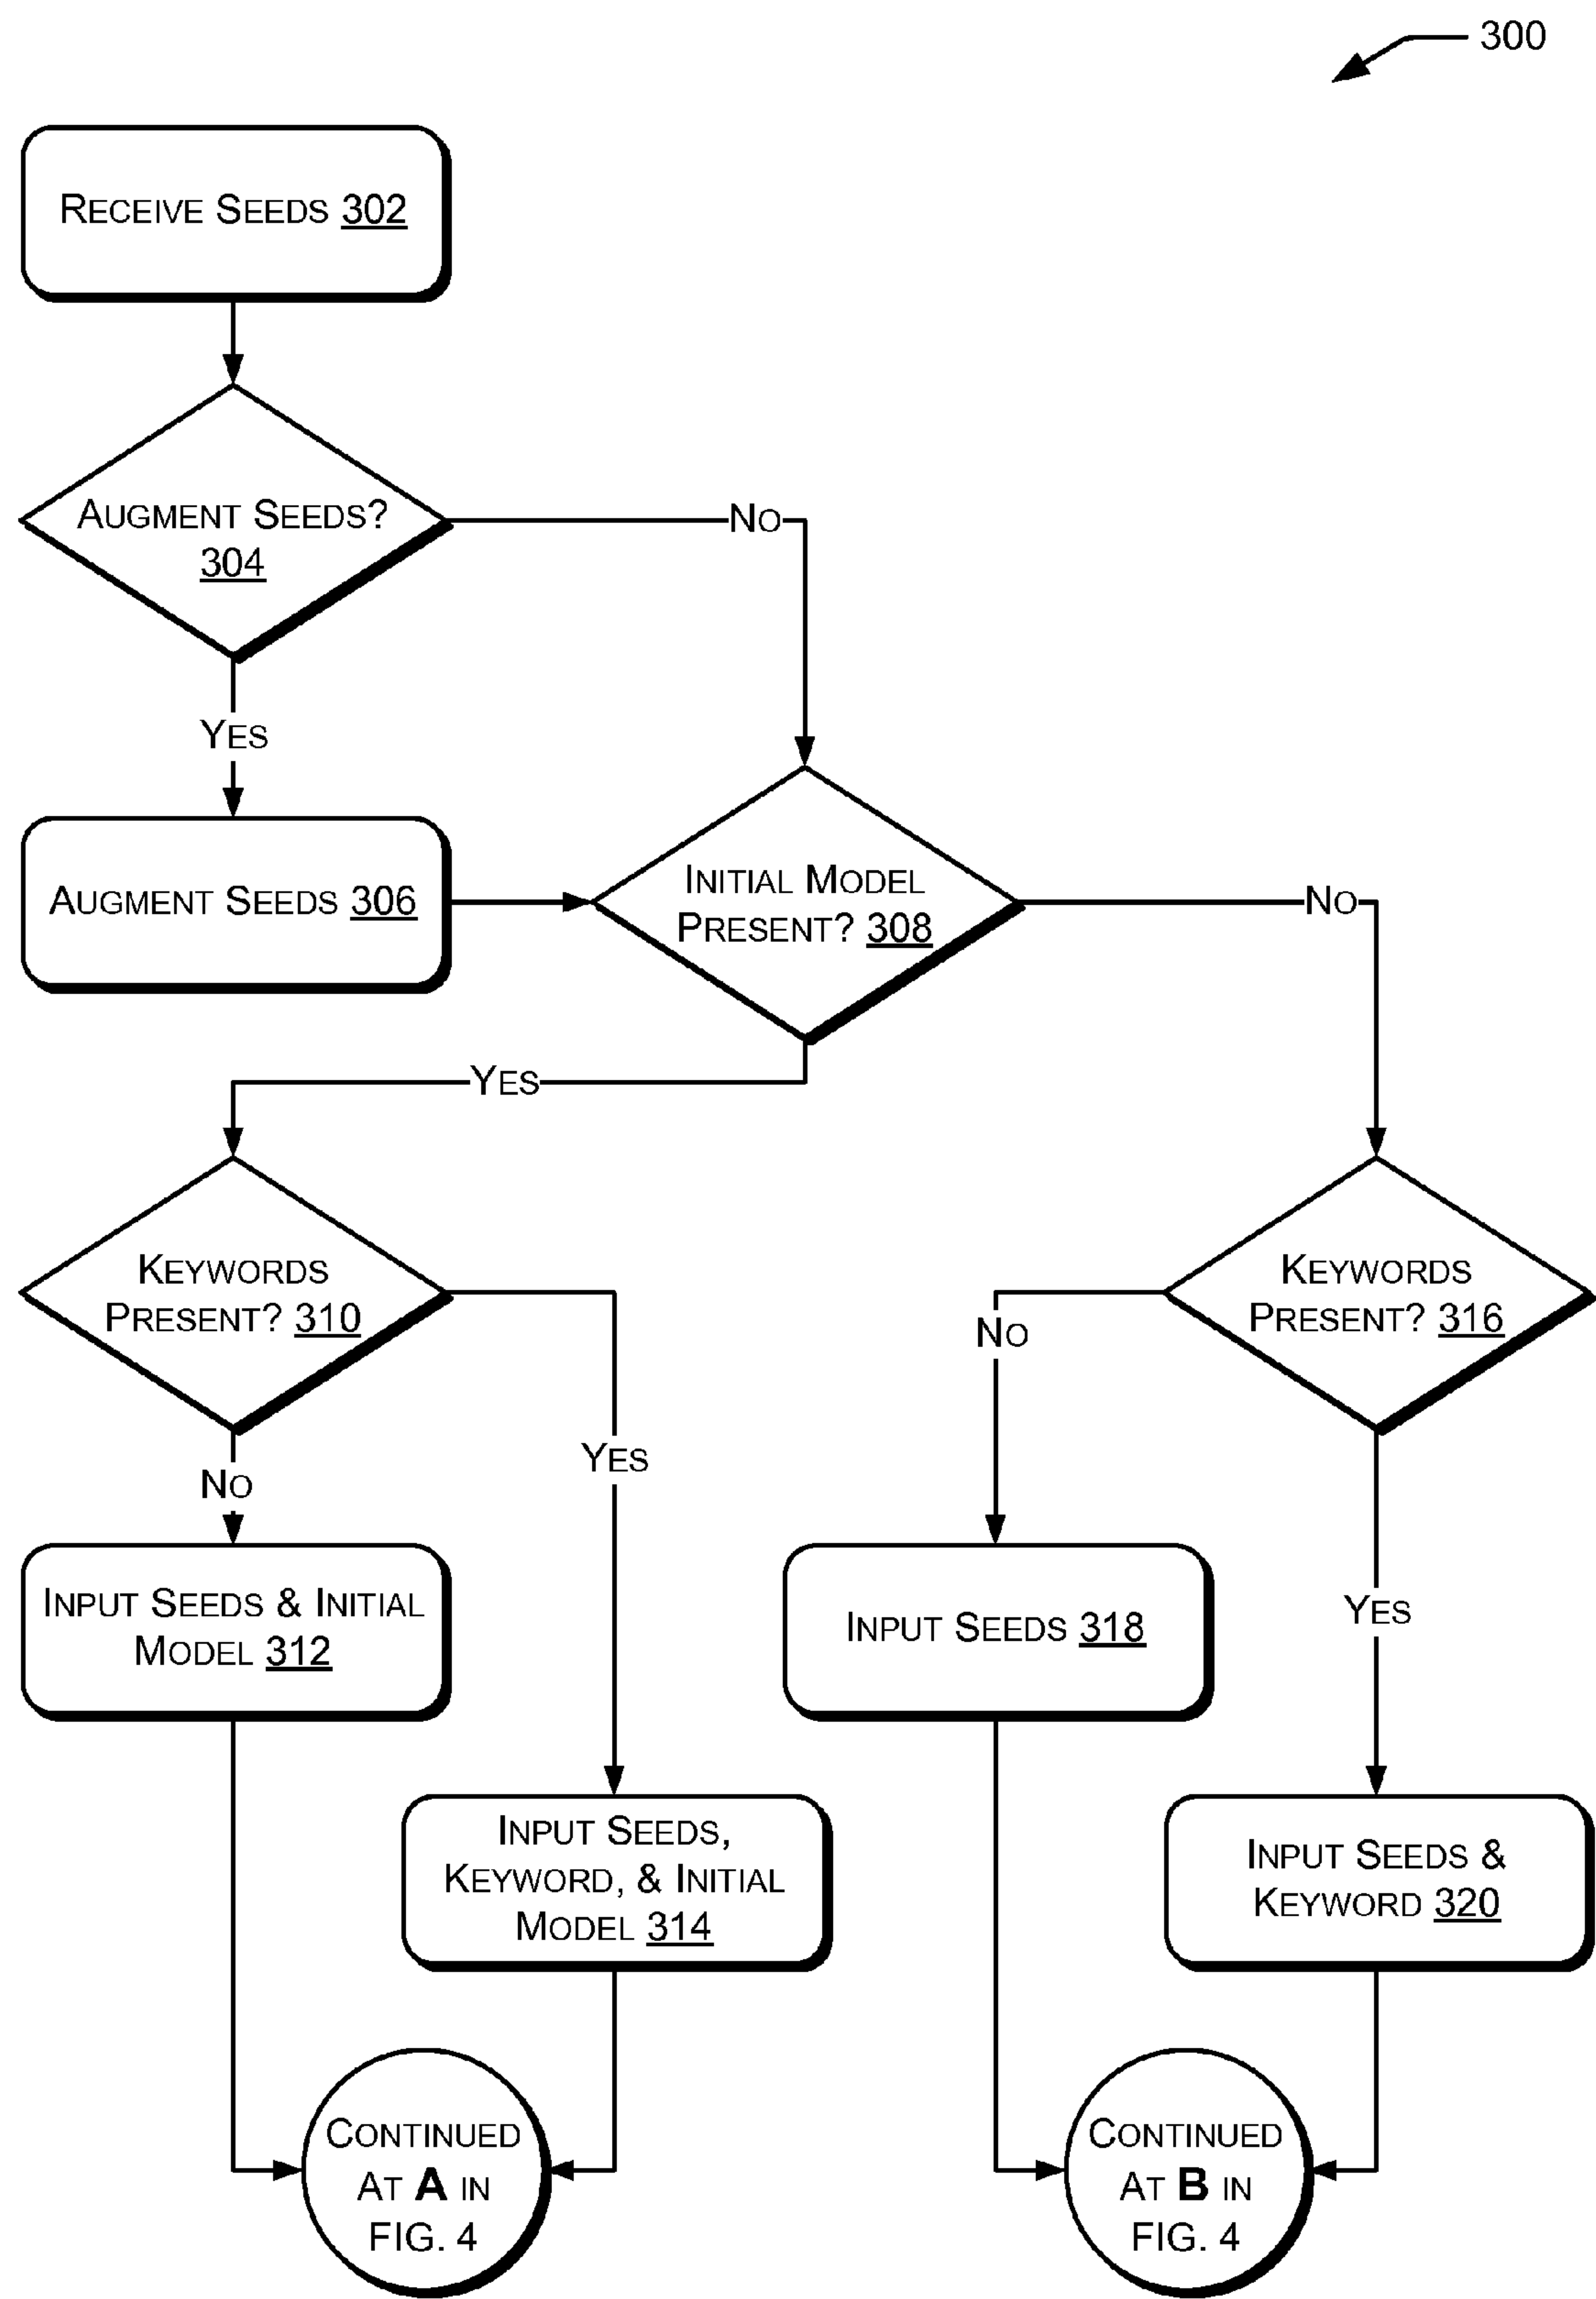 300
RECEIVE SEEDS 302
AUGMENT SEEDS?
304
NO
YES
AUGMENT SEEDS 306
INITIAL MODEL
PRESENT? 308
NO
YES
KEYWORDS
PRESENT? 310
KEYWORDS
PRESENT? 316
NO
YES
NO
YES
INPUT SEEDS & INITIAL
MODEL 312
INPUT SEEDS 318
INPUT SEEDS,
KEYWORD, & INITIAL
MODEL 314
INPUT SEEDS &
KEYWORD 320
CONTINUED
AT A IN
FIG. 4
CONTINUED
AT B IN
FIG. 4